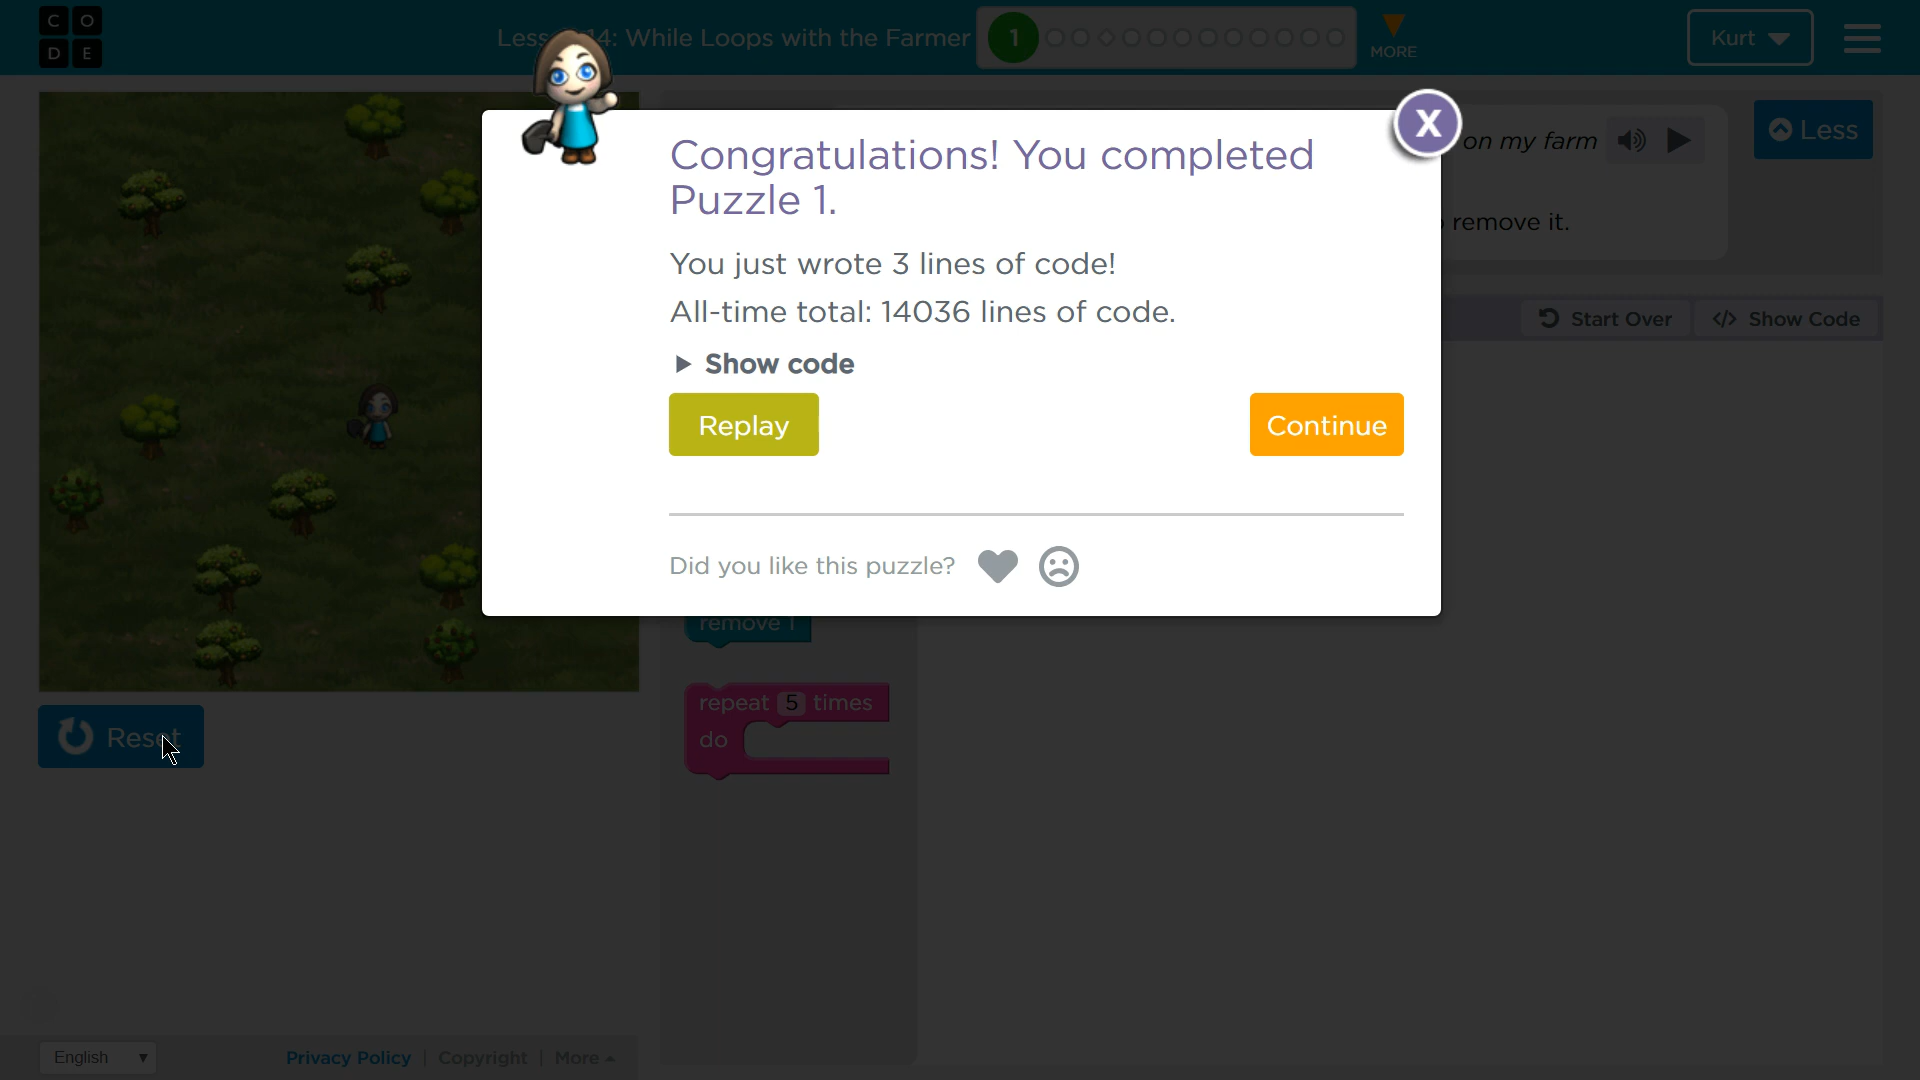 C O
D E
Less 14: While Loops with the Farmer
1
MORE
Kurt
on my farm
Less
remove it.
Congratulations! You completed
Puzzle 1.
X
You just wrote 3 lines of code!
All-time total: 14036 lines of code.
Show code
Start Over
</> Show Code
Replay
Continue
Did you like this puzzle?
remove 1
repeat 5 times
do
Reset
English
Privacy Policy | Copyright | More